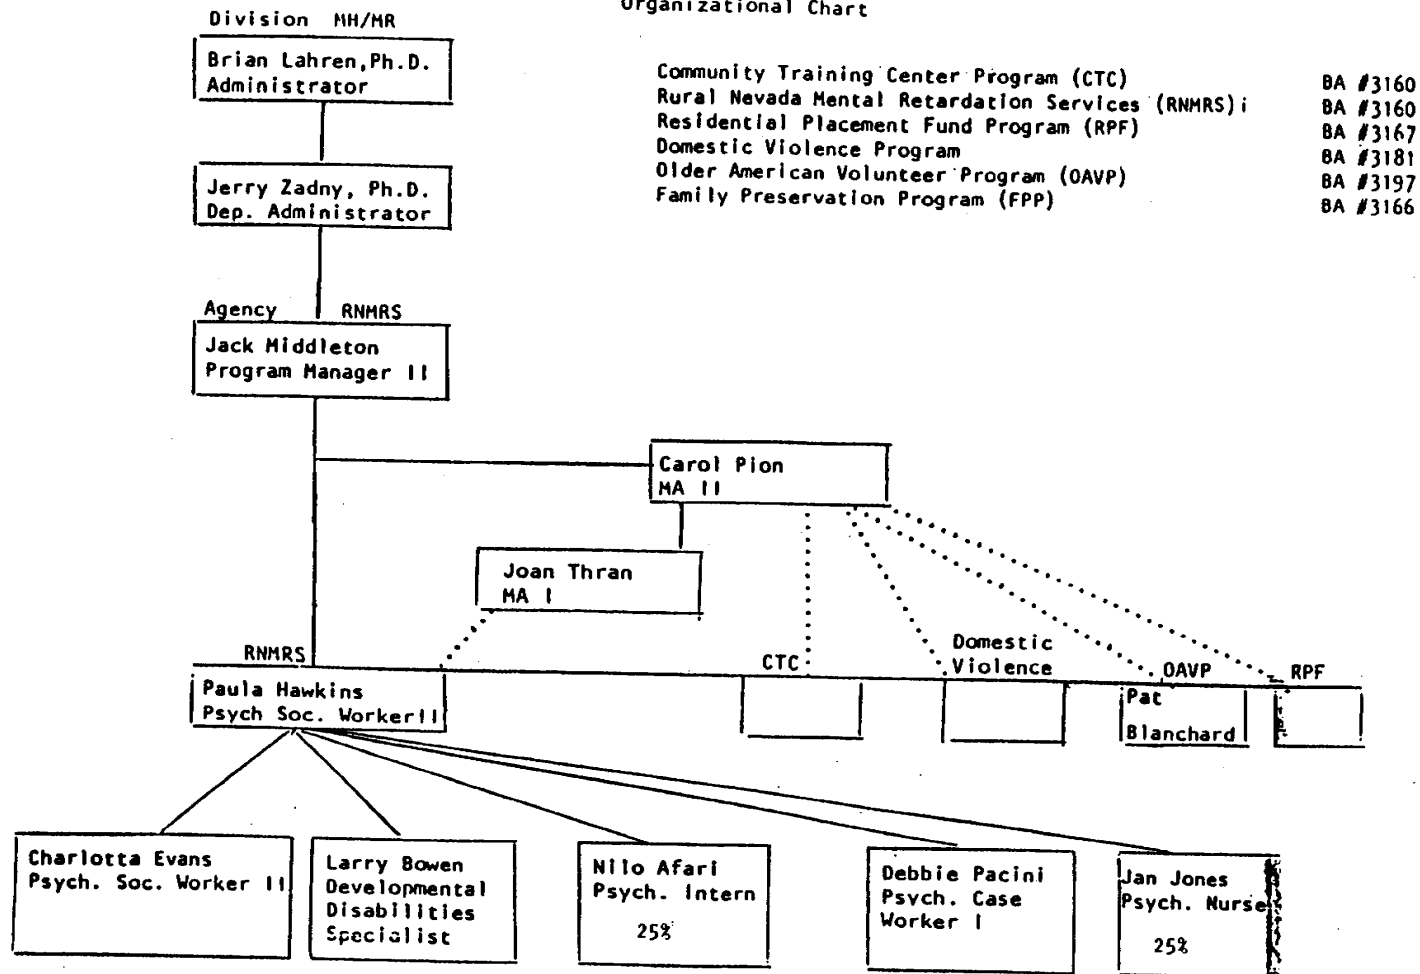 Organizational Chart
Division MH/MR
Brian Lahren,Ph.D.
Administrator
Community Training Center Program (CTC) BA #3160
Rural Nevada Mental Retardation Services (RNMRS)i BA #3160
Residential Placement Fund Program (RPF) BA #3167
Domestic Violence Program BA #3181
Older American Volunteer Program (OAVP) BA #3197
Family Preservation Program (FPP) BA #3166
Jerry Zadny, Ph.D.
Dep. Administrator
Agency RNMRS
Jack Middleton
Program Manager II
Carol Pion
MA II
Joan Thran
MA I
RNMRS
Paula Hawkins
Psych Soc. Worker II
CTC
Domestic
Violence
OAVP
Pat
Blanchard
RPF
Charlotta Evans
Psych. Soc. Worker II
Larry Bowen
Developmental
Disabilities
Specialist
Nilo Afari
Psych. Intern
25%
Debbie Pacini
Psych. Case
Worker I
Jan Jones
Psych. Nurse
25%